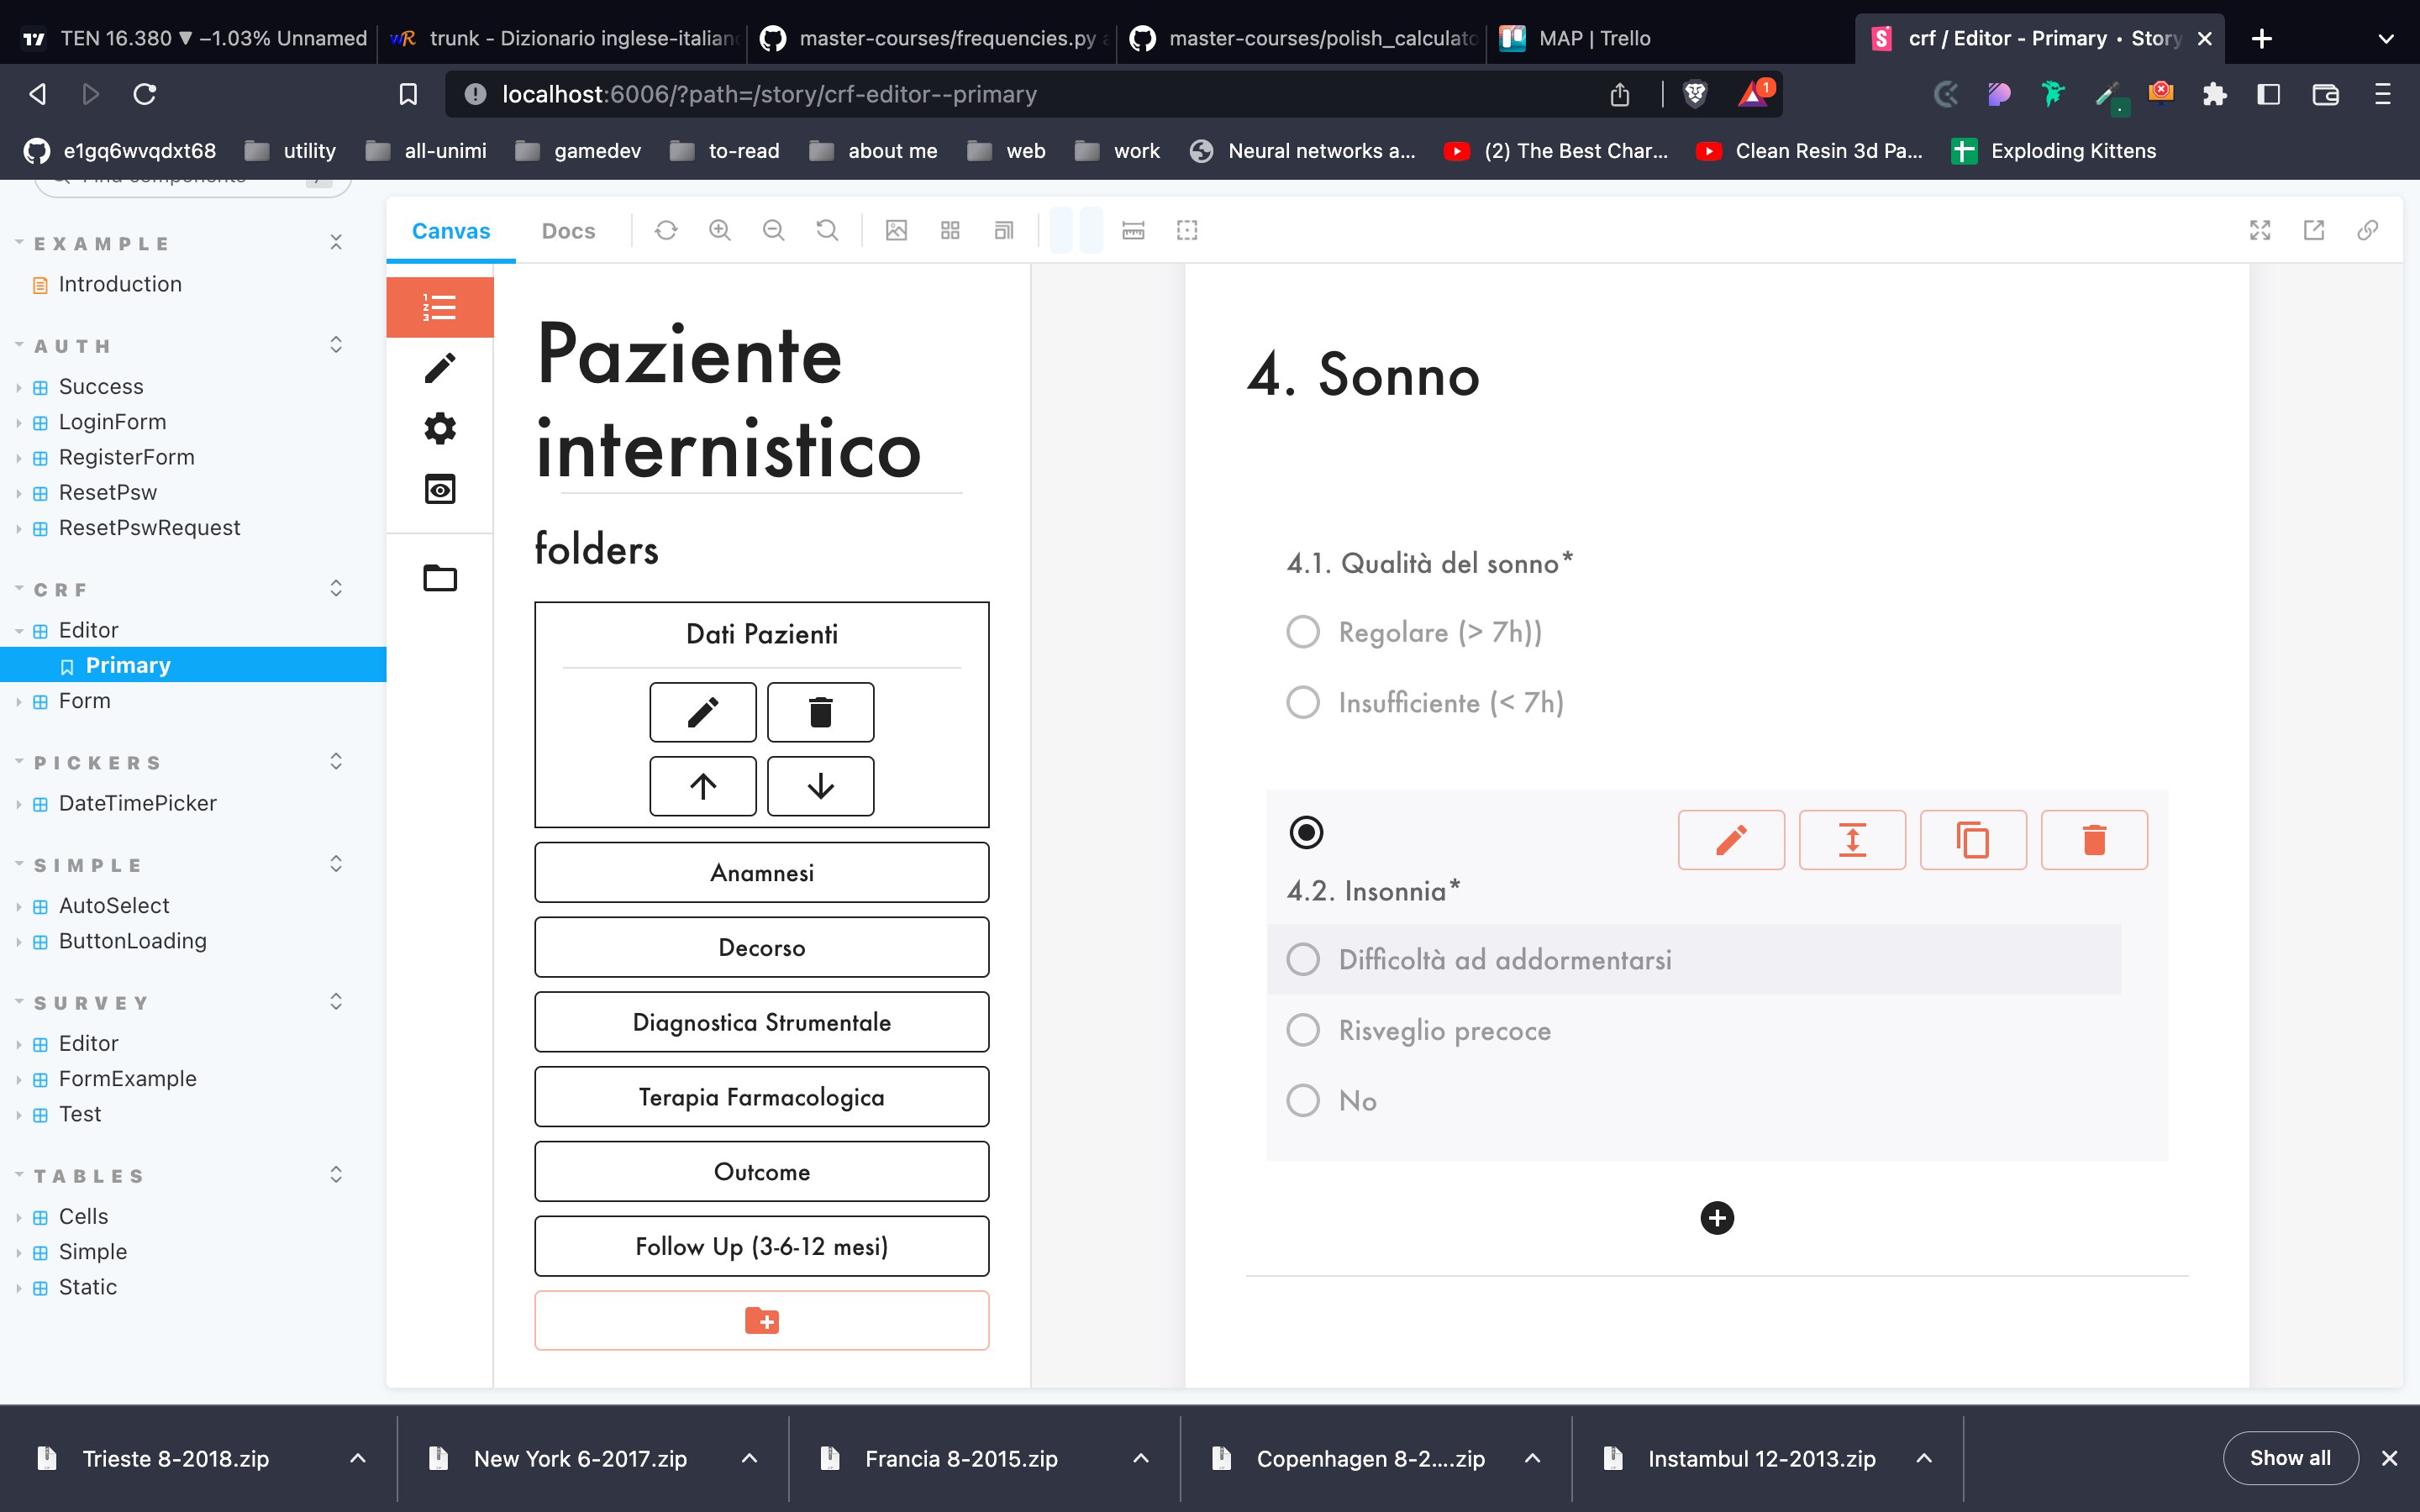 TEN 16.380 ▼ −1.03% Unnamed
trunk - Dizionario inglese-italian
master-courses/frequencies.py a
master-courses/polish_calculato
MAP | Trello
crf / Editor - Primary • Story
localhost:6006/?path=/story/crf-editor--primary
1
e1gq6wvqdxt68
utility
all-unimi
gamedev
to-read
about me
web
work
Neural networks a...
(2) The Best Char...
Clean Resin 3d Pa...
Exploding Kittens
Find components
/
EXAMPLE
Introduction
AUTH
Success
LoginForm
RegisterForm
ResetPsw
ResetPswRequest
CRF
Editor
Primary
Form
PICKERS
DateTimePicker
SIMPLE
AutoSelect
ButtonLoading
SURVEY
Editor
FormExample
Test
TABLES
Cells
Simple
Static
Canvas
Docs
Paziente
internistico
folders
Dati Pazienti
Anamnesi
Decorso
Diagnostica Strumentale
Terapia Farmacologica
Outcome
Follow Up (3-6-12 mesi)
4. Sonno
4.1. Qualità del sonno*
Regolare (> 7h))
Insufficiente (< 7h)
4.2. Insonnia*
Difficoltà ad addormentarsi
Risveglio precoce
No
Trieste 8-2018.zip
New York 6-2017.zip
Francia 8-2015.zip
Copenhagen 8-2....zip
Instambul 12-2013.zip
Show all